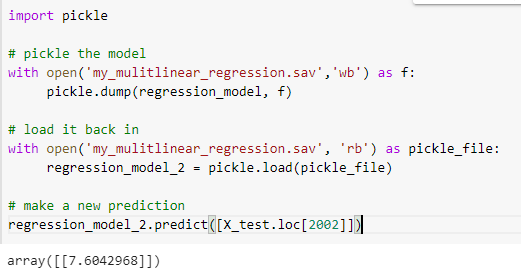 import pickle
# pickle the model
with open('my_mulitlinear_regression.sav','wb') as f:
pickle.dump(regression_model, f)
# load it back in
with open('my_mulitlinear_regression.sav', 'rb') as pickle_file:
regression_model_2 = pickle.load(pickle_file)
# make a new prediction
regression_model_2.predict([X_test.loc[2002]])
array([[7.6042968]])